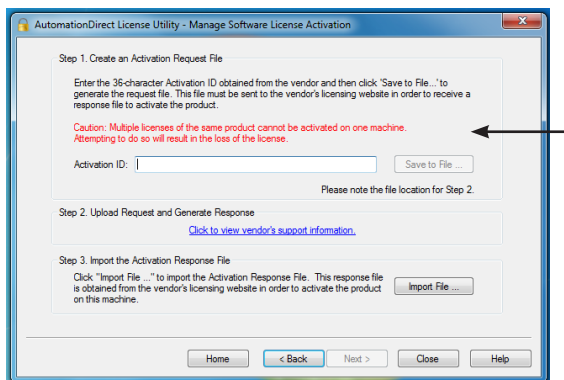 AutomationDirect License Utility - Manage Software License Activation
Step 1. Create an Activation Request File
Enter the 36-character Activation ID obtained from the vendor and then click 'Save to File...' to
generate the request file. This file must be sent to the vendor's licensing website in order to receive a
response file to activate the product.
Caution: Multiple licenses of the same product cannot be activated on one machine.
Attempting to do so will result in the loss of the license.
Activation ID:
Save to File ...
Please note the file location for Step 2.
Step 2. Upload Request and Generate Response
Click to view vendor's support information.
Step 3. Import the Activation Response File
Click "Import File ..." to import the Activation Response File. This response file
is obtained from the vendor's licensing website in order to activate the product
on this machine.
Import File ...
Home
< Back
Next >
Close
Help